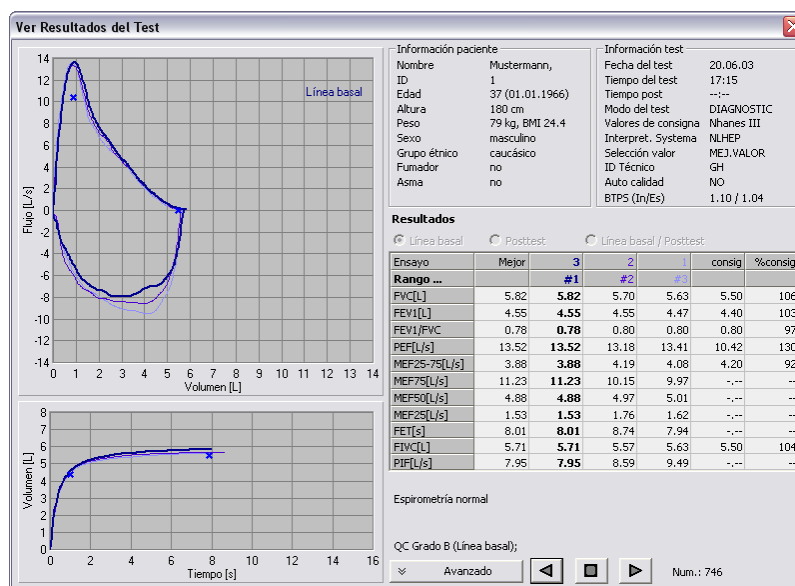 Ver Resultados del Test
Línea basal
Flujo [L/s]
14
12
10
8
6
4
2
0
-2
-4
-6
-8
-10
-12
-14
0 1 2 3 4 5 6 7 8 9 10 11 12 13 14
Volumen [L]
Volumen [L]
8
7
6
5
4
3
2
1
0
0 2 4 6 8 10 12 14 16
Tiempo [s]
Información paciente
Nombre Mustermann,
ID 1
Edad 37 (01.01.1966)
Altura 180 cm
Peso 79 kg, BMI 24.4
Sexo masculino
Grupo étnico caucásico
Fumador no
Asma no
Información test
Fecha del test 20.06.03
Tiempo del test 17:15
Tiempo post --:--
Modo del test DIAGNOSTIC
Valores de consigna Nhanes III
Interpret. Systema NLHEP
Selección valor MEJ.VALOR
ID Técnico GH
Auto calidad NO
BTPS (In/Es) 1.10 / 1.04
Resultados
Línea basal Posttest Línea basal / Posttest
Ensayo Mejor 3 2 1 consig %consig
Rango ... #1 #2 #3
FVC[L] 5.82 5.82 5.70 5.63 5.50 106
FEV1[L] 4.55 4.55 4.55 4.47 4.40 103
FEV1/FVC 0.78 0.78 0.80 0.80 0.80 97
PEF[L/s] 13.52 13.52 13.18 13.41 10.42 130
MEF25-75[L/s] 3.88 3.88 4.19 4.08 4.20 92
MEF75[L/s] 11.23 11.23 10.15 9.97 -.-- --
MEF50[L/s] 4.88 4.88 4.97 5.01 -.-- --
MEF25[L/s] 1.53 1.53 1.76 1.62 -.-- --
FET[s] 8.01 8.01 8.74 7.94 -.-- --
FIVC[L] 5.71 5.71 5.57 5.63 5.50 104
PIF[L/s] 7.95 7.95 8.59 9.49 -.-- --
Espirometría normal
QC Grado B (Línea basal);
Avanzado Num.: 746